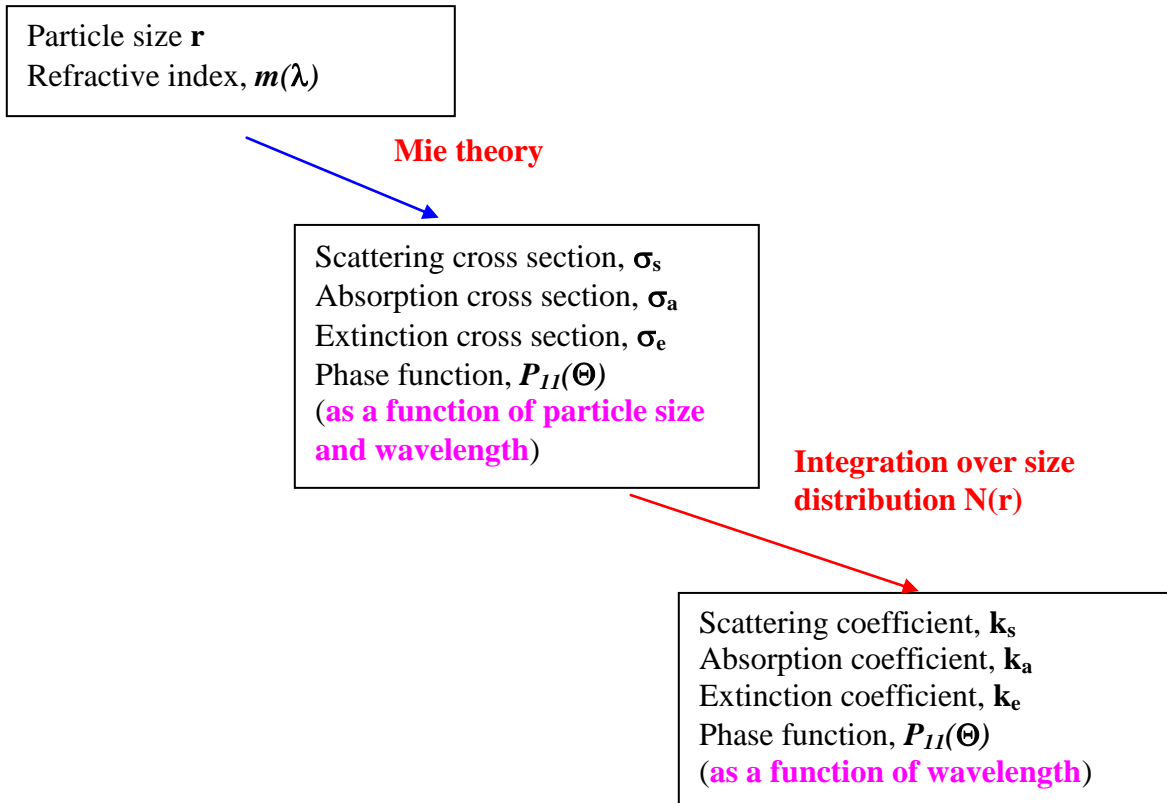 Particle size r
Refractive index, m(λ)
Mie theory
Scattering cross section, σs
Absorption cross section, σa
Extinction cross section, σe
Phase function, P11(Θ)
(as a function of particle size
and wavelength)
Integration over size
distribution N(r)
Scattering coefficient, ks
Absorption coefficient, ka
Extinction coefficient, ke
Phase function, P11(Θ)
(as a function of wavelength)